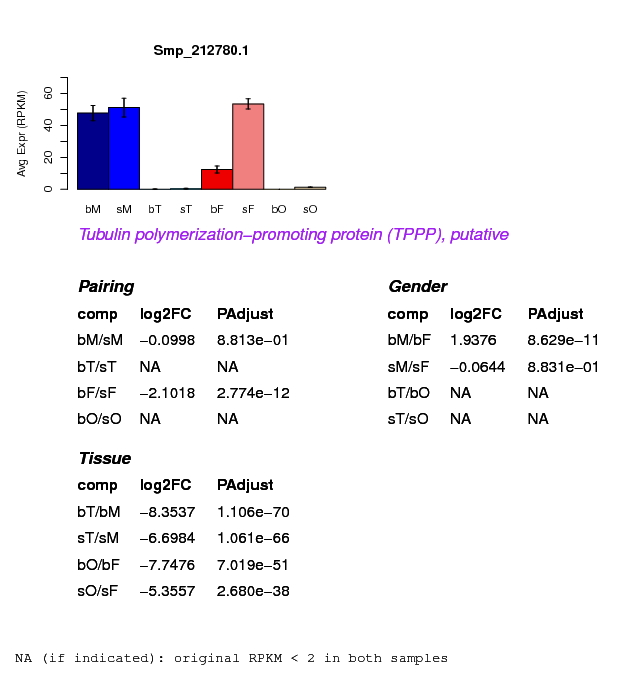 Smp_212780.1
Avg Expr (RPKM)
0 20 40 60
bM sM bT sT bF sF bO sO
Tubulin polymerization−promoting protein (TPPP), putative
Pairing
comp log2FC PAdjust
bM/sM −0.0998 8.813e−01
bT/sT NA NA
bF/sF −2.1018 2.774e−12
bO/sO NA NA
Gender
comp log2FC PAdjust
bM/bF 1.9376 8.629e−11
sM/sF −0.0644 8.831e−01
bT/bO NA NA
sT/sO NA NA
Tissue
comp log2FC PAdjust
bT/bM −8.3537 1.106e−70
sT/sM −6.6984 1.061e−66
bO/bF −7.7476 7.019e−51
sO/sF −5.3557 2.680e−38
NA (if indicated): original RPKM < 2 in both samples